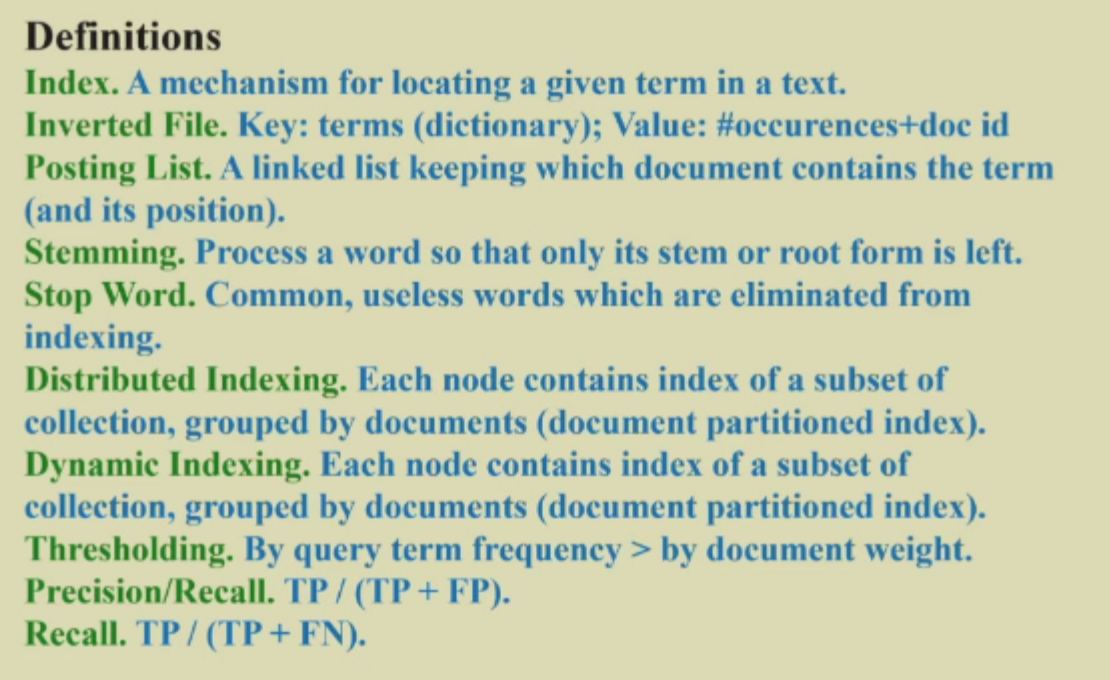 Definitions
Index. A mechanism for locating a given term in a text.
Inverted File. Key: terms (dictionary); Value: #occurences+doc id
Posting List. A linked list keeping which document contains the term
(and its position).
Stemming. Process a word so that only its stem or root form is left.
Stop Word. Common, useless words which are eliminated from
indexing.
Distributed Indexing. Each node contains index of a subset of
collection, grouped by documents (document partitioned index).
Dynamic Indexing. Each node contains index of a subset of
collection, grouped by documents (document partitioned index).
Thresholding. By query term frequency > by document weight.
Precision/Recall. TP / (TP + FP).
Recall. TP / (TP + FN).